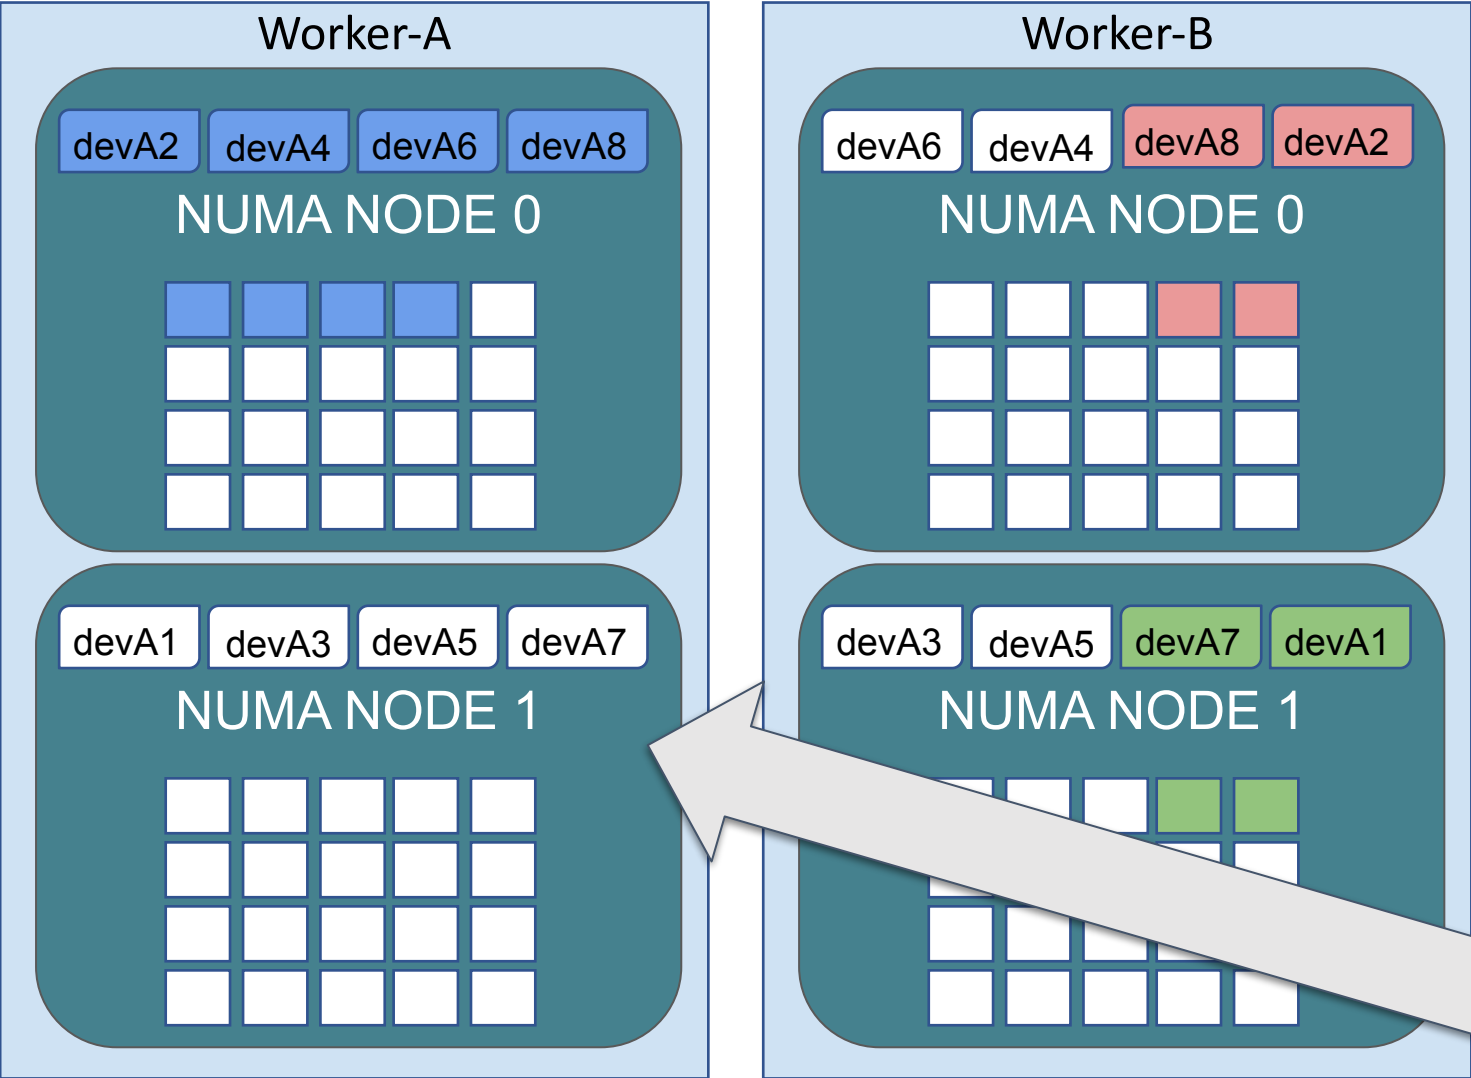 Worker-A
devA2 devA4 devA6 devA8
NUMA NODE 0
devA1 devA3 devA5 devA7
NUMA NODE 1
Worker-B
devA6 devA4 devA8 devA2
NUMA NODE 0
devA3 devA5 devA7 devA1
NUMA NODE 1